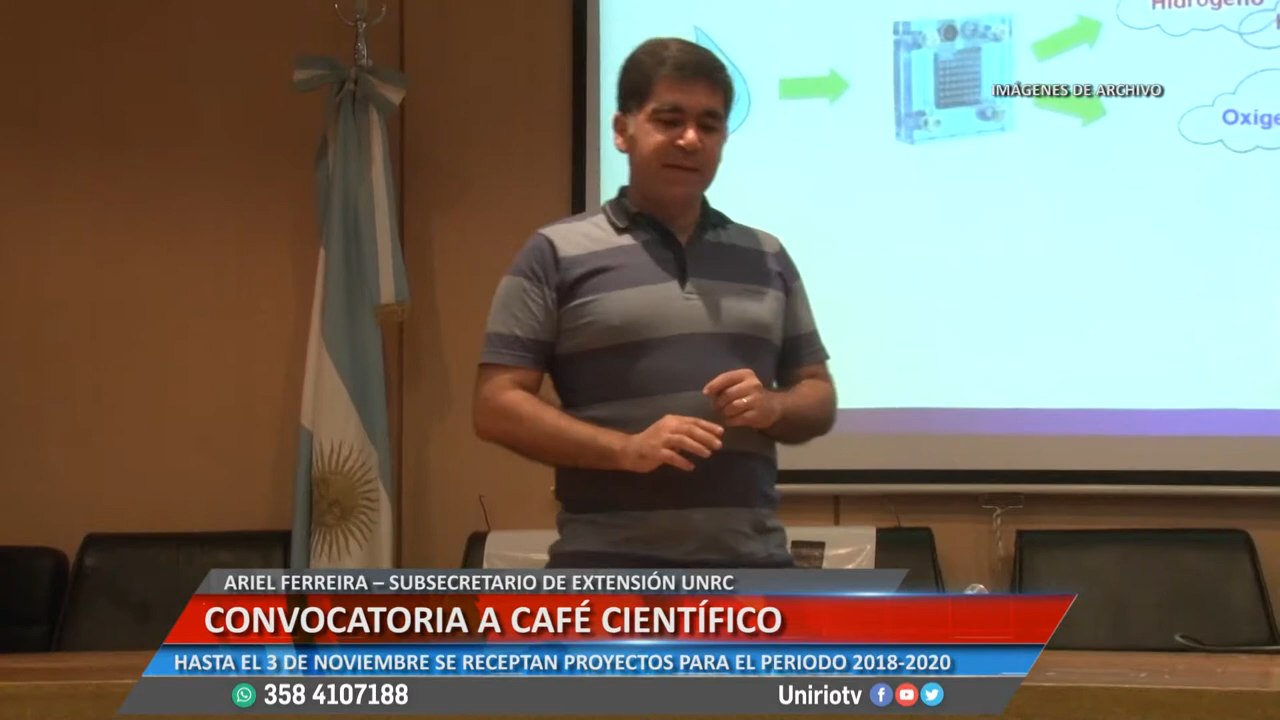 IMÁGENES DE ARCHIVO
ARIEL FERREIRA – SUBSECRETARIO DE EXTENSIÓN UNRC
CONVOCATORIA A CAFÉ CIENTÍFICO
HASTA EL 3 DE NOVIEMBRE SE RECEPTAN PROYECTOS PARA EL PERIODO 2018-2020
358 4107188
Uniriotv